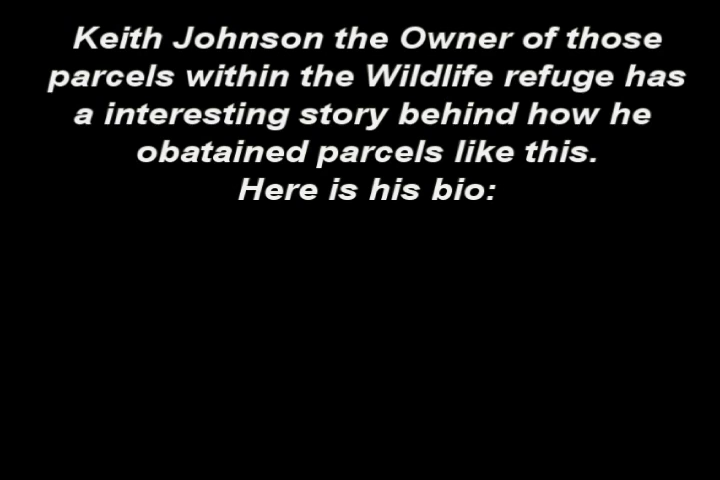 Keith Johnson the Owner of those
parcels within the Wildlife refuge has
a interesting story behind how he
obatained parcels like this.
Here is his bio: